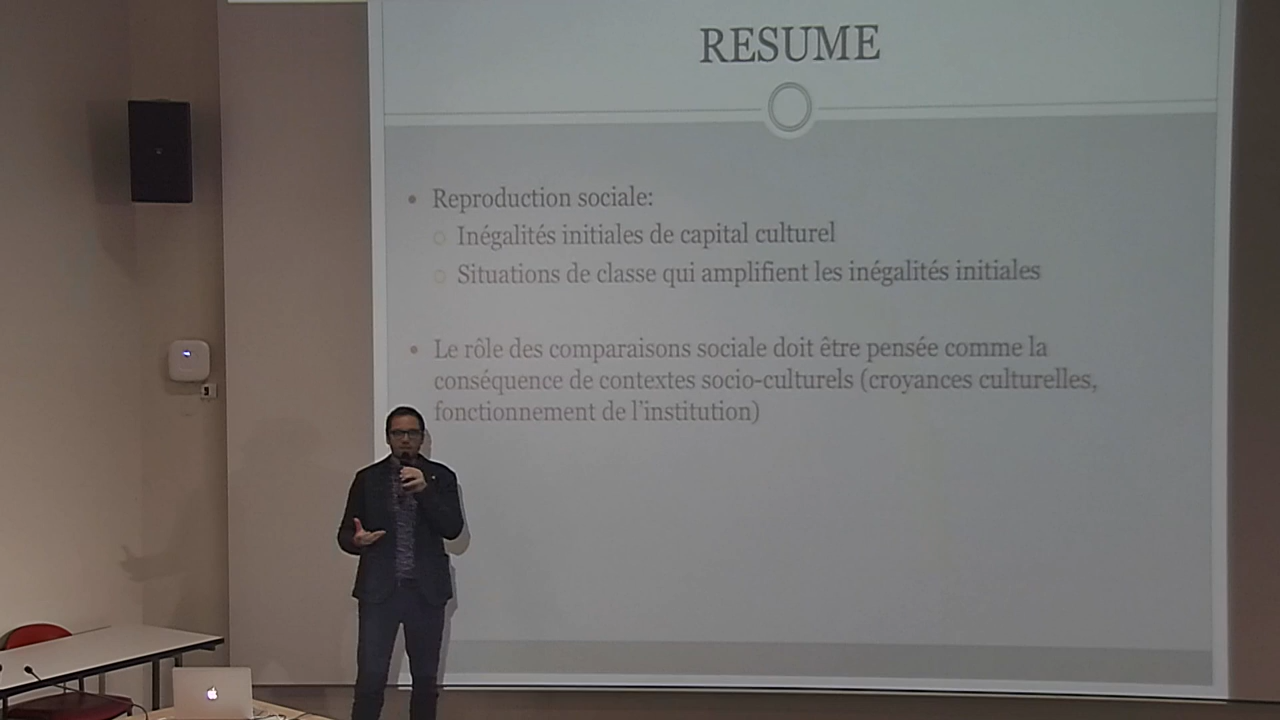 RESUME
• Reproduction sociale:
○ Inégalités initiales de capital culturel
○ Situations de classe qui amplifient les inégalités initiales
• Le rôle des comparaisons sociale doit être pensée comme la
conséquence de contextes socio-culturels (croyances culturelles,
fonctionnement de l'institution)